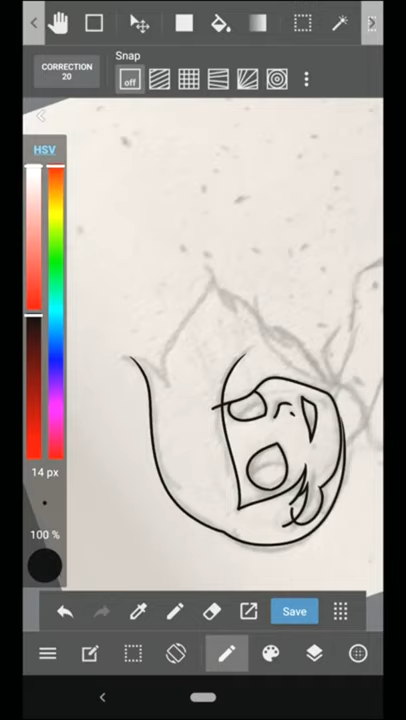 Snap
CORRECTION
20
off
HSV
14 px
100 %
Save